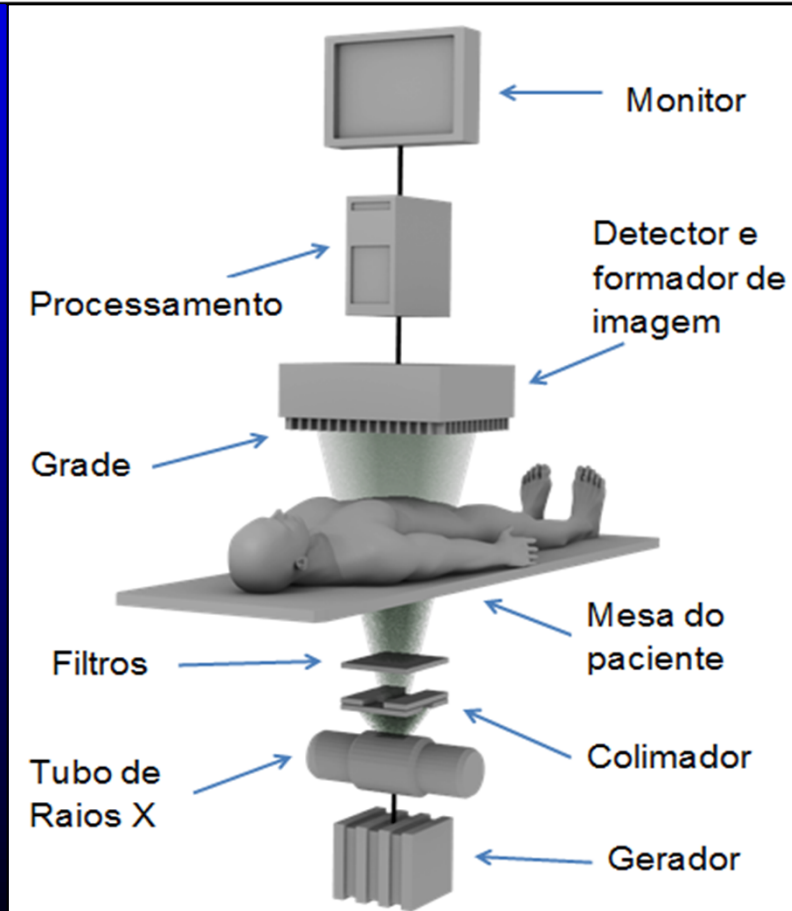 Monitor
Processamento
Detector e
formador de
imagem
Grade
Mesa do
paciente
Filtros
Colimador
Tubo de
Raios X
Gerador